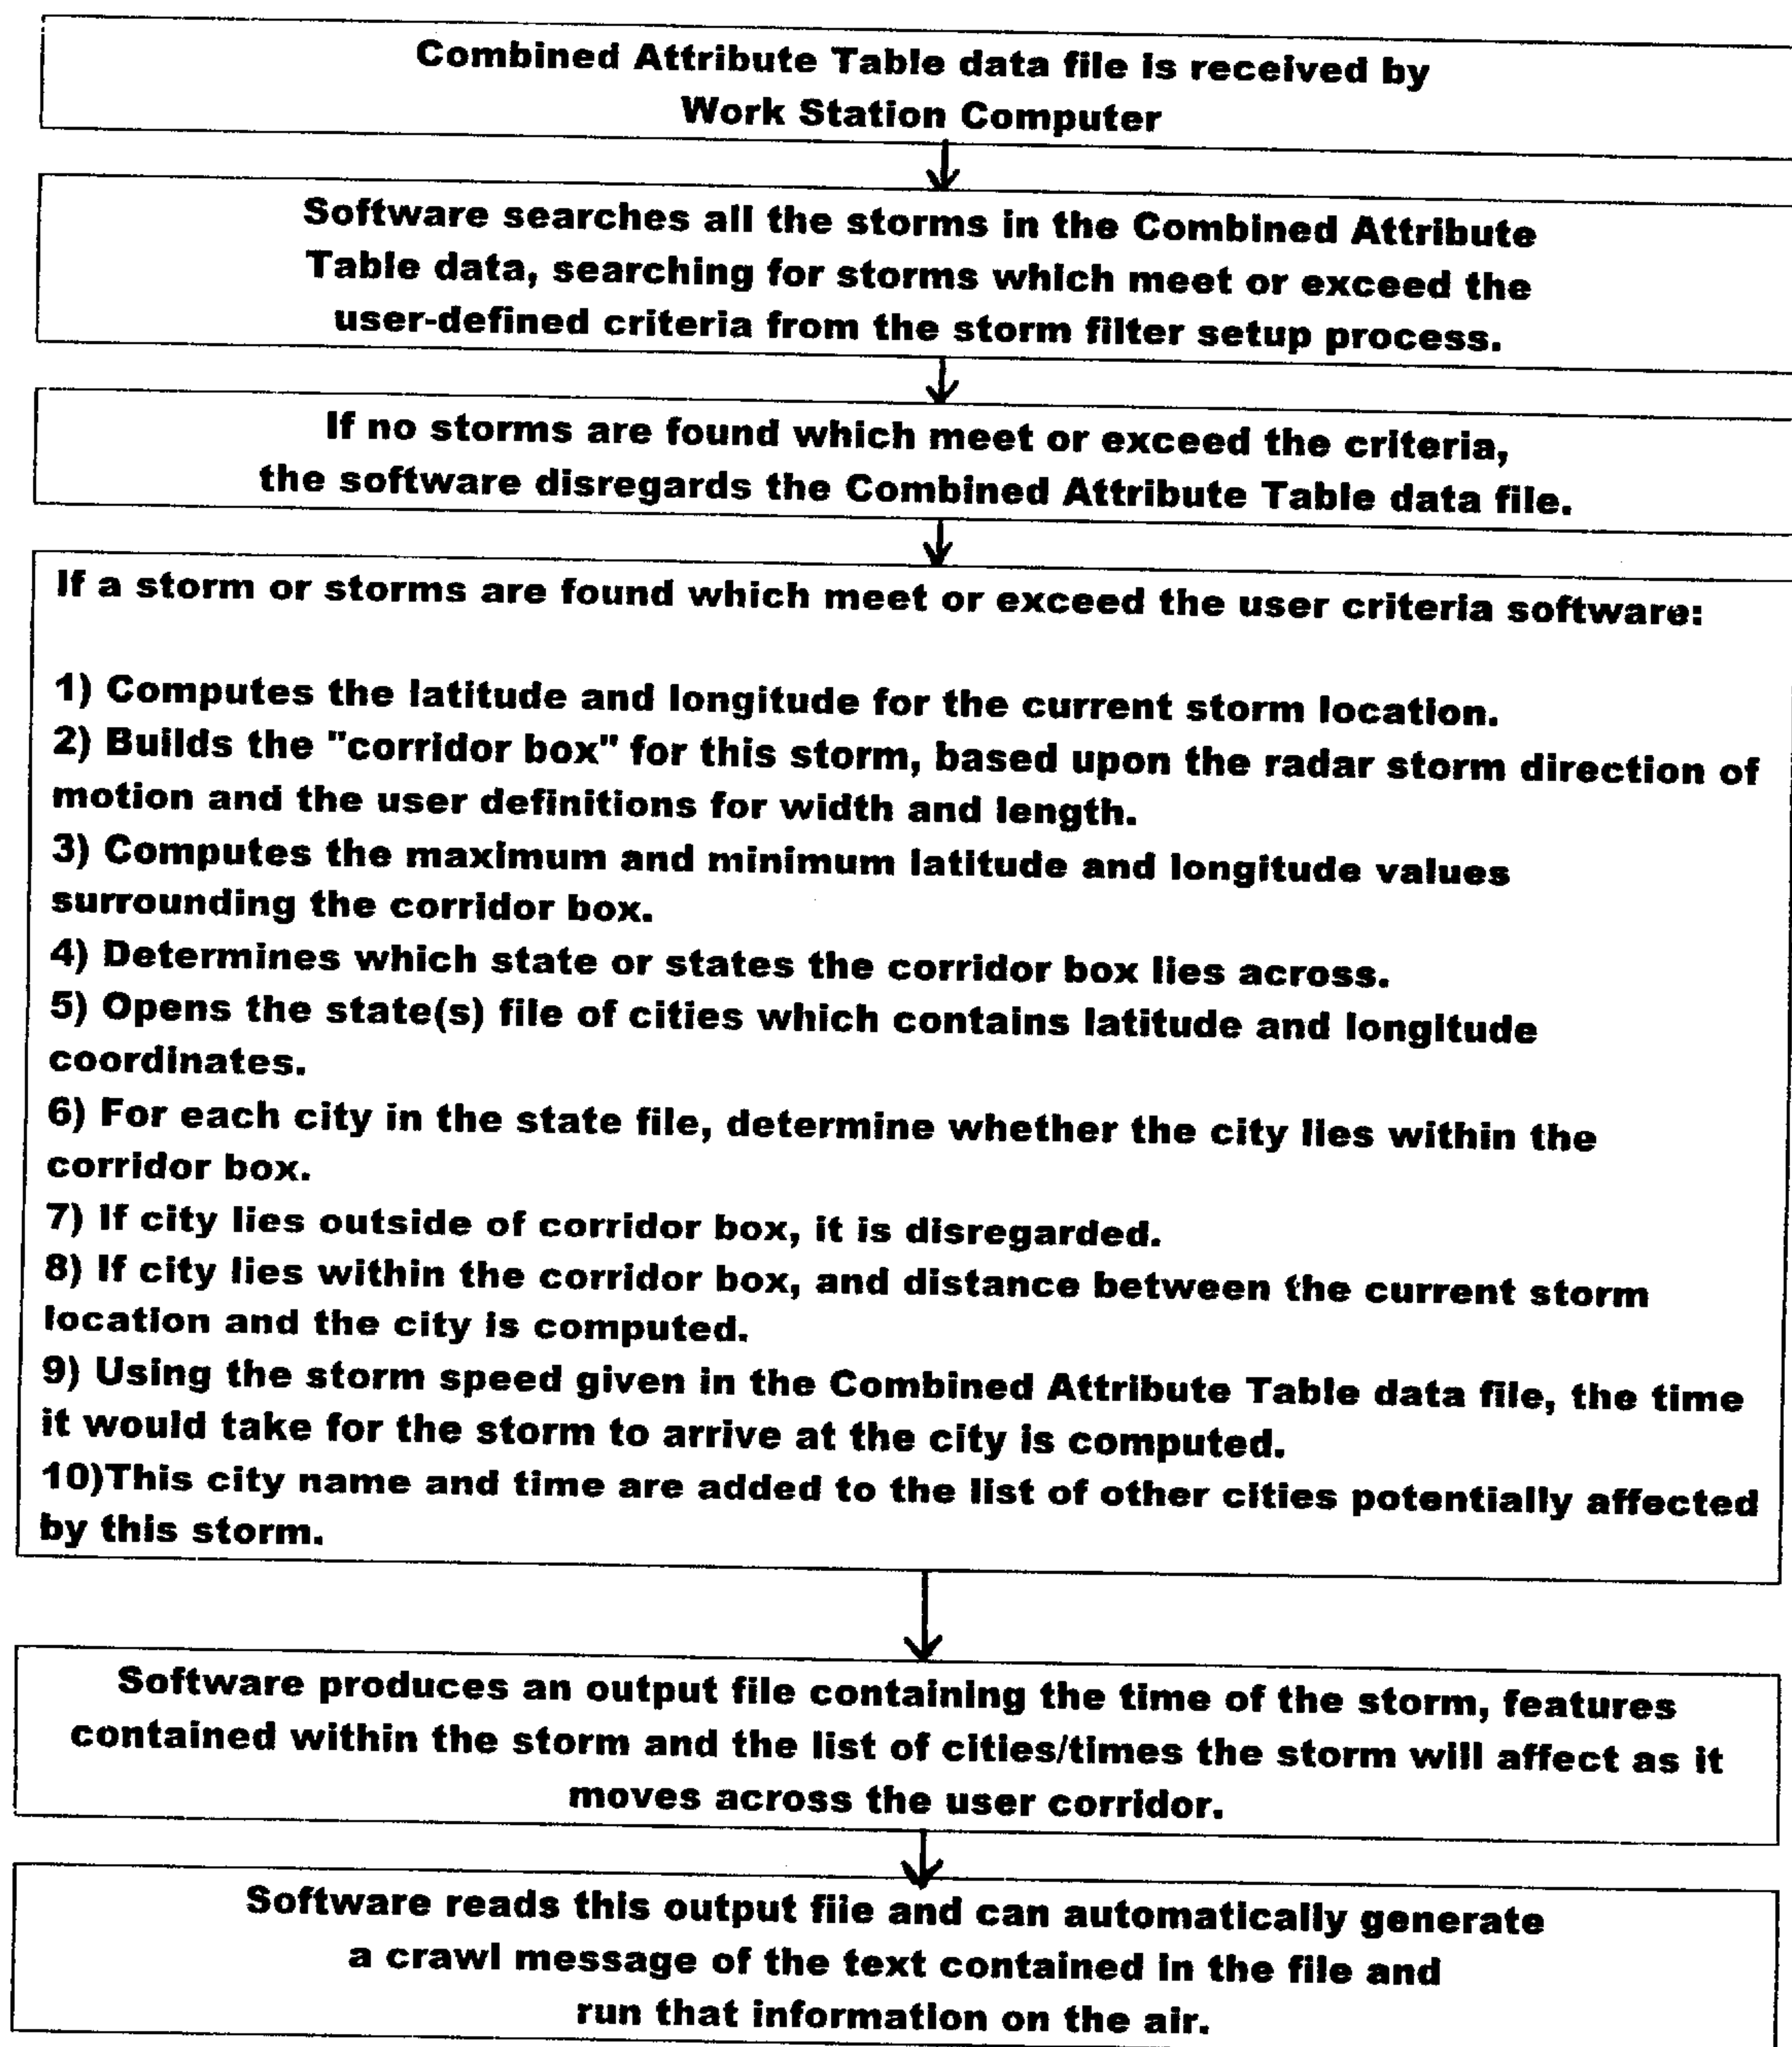 Combined Attribute Table data file is received by
Work Station Computer
Software searches all the storms in the Combined Attribute
Table data, searching for storms which meet or exceed the
user-defined criteria from the storm filter setup process.
If no storms are found which meet or exceed the criteria,
the software disregards the Combined Attribute Table data file.
If a storm or storms are found which meet or exceed the user criteria software:
1) Computes the latitude and longitude for the current storm location.
2) Builds the "corridor box" for this storm, based upon the radar storm direction of
motion and the user definitions for width and length.
3) Computes the maximum and minimum latitude and longitude values
surrounding the corridor box.
4) Determines which state or states the corridor box lies across.
5) Opens the state(s) file of cities which contains latitude and longitude
coordinates.
6) For each city in the state file, determine whether the city lies within the
corridor box.
7) If city lies outside of corridor box, it is disregarded.
8) If city lies within the corridor box, and distance between the current storm
location and the city is computed.
9) Using the storm speed given in the Combined Attribute Table data file, the time
it would take for the storm to arrive at the city is computed.
10)This city name and time are added to the list of other cities potentially affected
by this storm.
Software produces an output file containing the time of the storm, features
contained within the storm and the list of cities/times the storm will affect as it
moves across the user corridor.
Software reads this output file and can automatically generate
a crawl message of the text contained in the file and
run that information on the air.